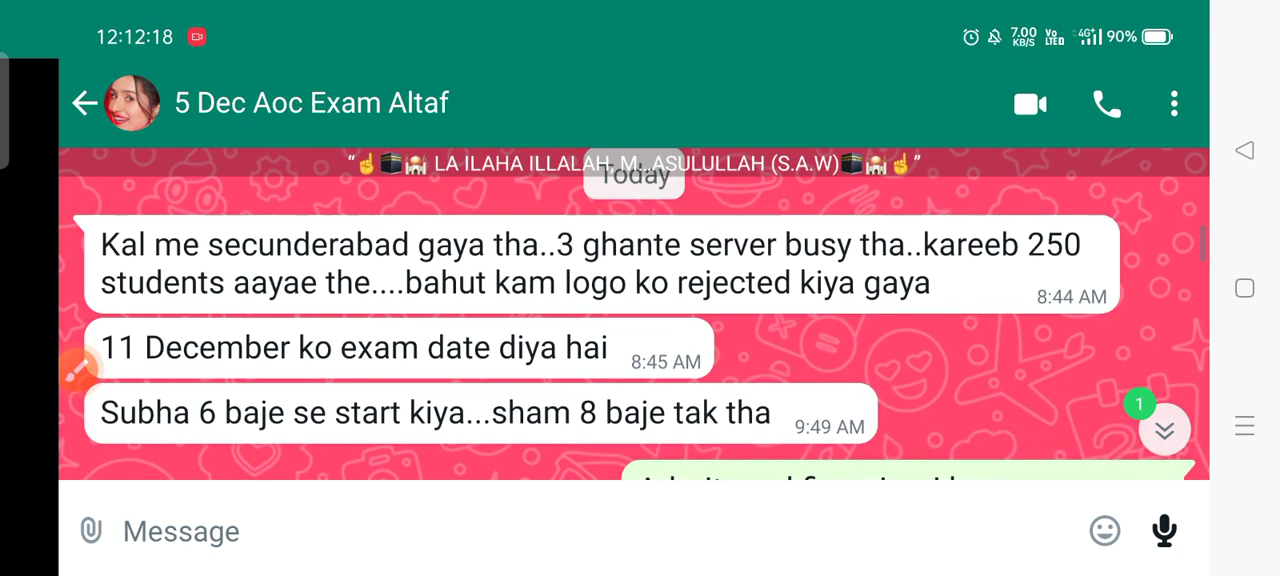 12:12:18
7.00 KB/S Vo LTED 4G+ 90%
5 Dec Aoc Exam Altaf
“☝️🕋🕌 LA ILAHA ILLALAH, M..ASULULLAH (S.A.W)🕋🕌☝️”
Today
Kal me secunderabad gaya tha..3 ghante server busy tha..kareeb 250
students aayae the....bahut kam logo ko rejected kiya gaya
8:44 AM
11 December ko exam date diya hai
8:45 AM
Subha 6 baje se start kiya...sham 8 baje tak tha
9:49 AM
1
Message